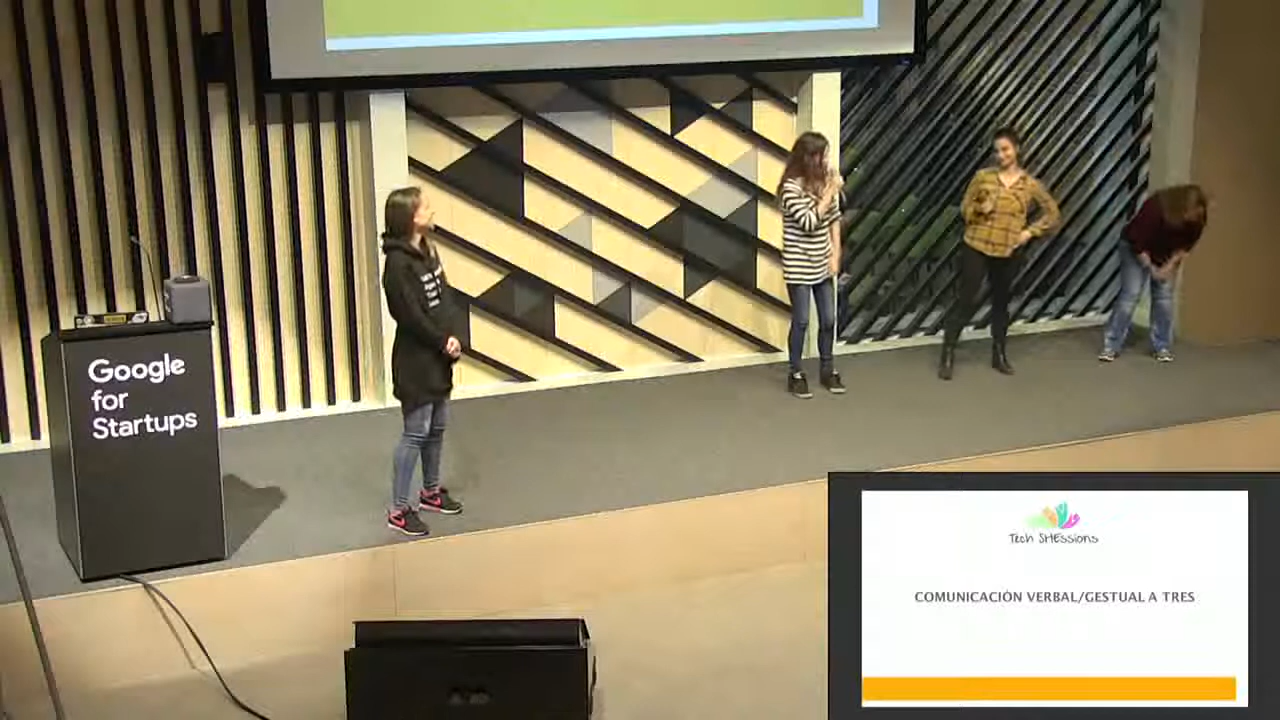 Google
for
Startups
Tech SHEssions
COMUNICACIÓN VERBAL/GESTUAL A TRES